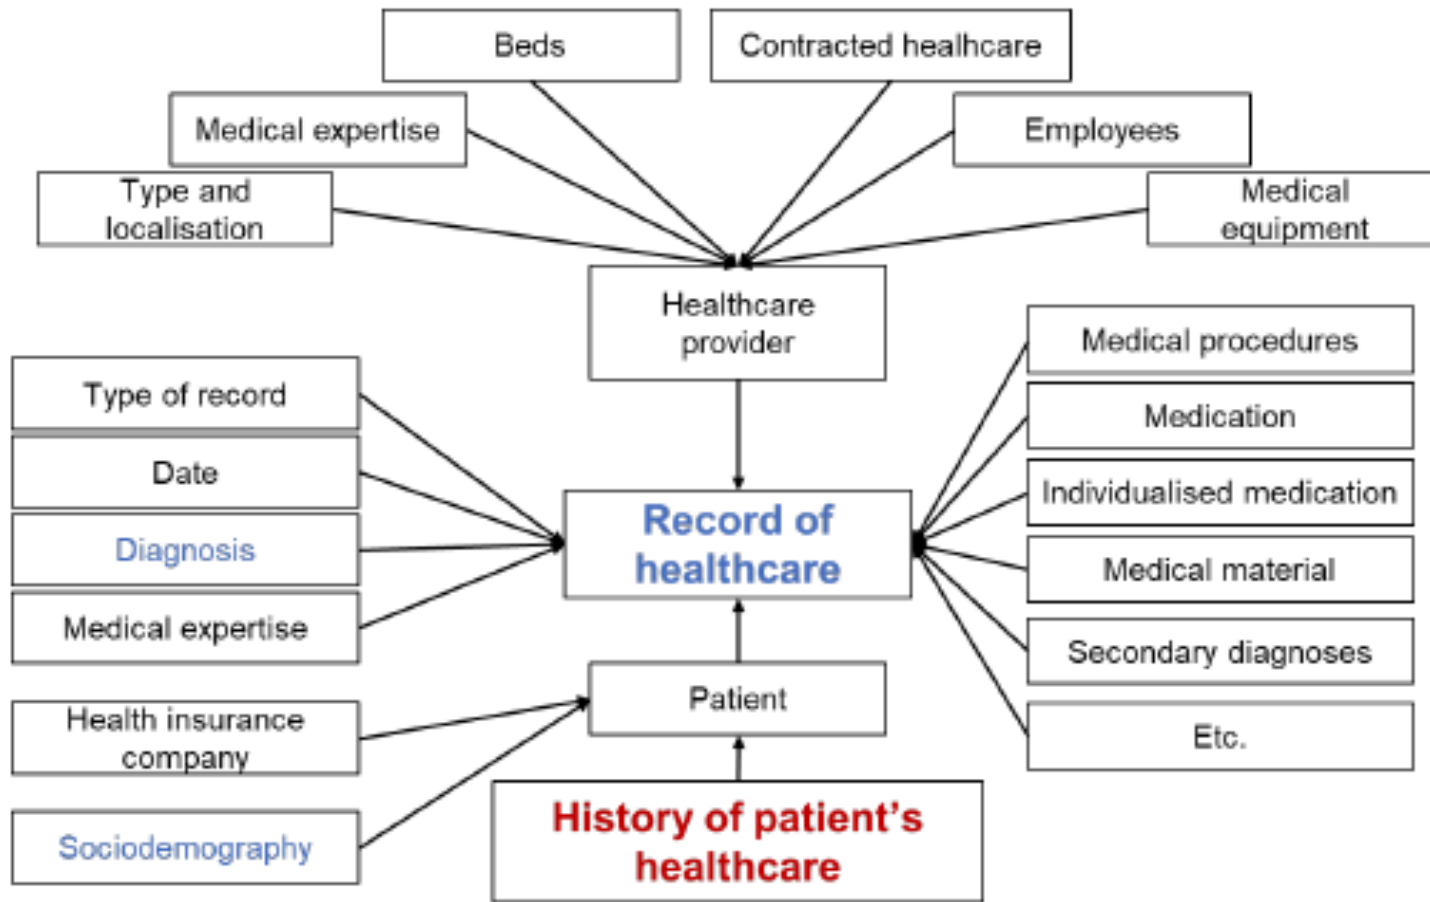 Beds
Contracted healhcare
Medical expertise
Employees
Type and
localisation
Medical
equipment
Healthcare
provider
Type of record
Date
Diagnosis
Medical expertise
Health insurance
company
Sociodemography
Record of
healthcare
Patient
History of patient's
healthcare
Medical procedures
Medication
Individualised medication
Medical material
Secondary diagnoses
Etc.